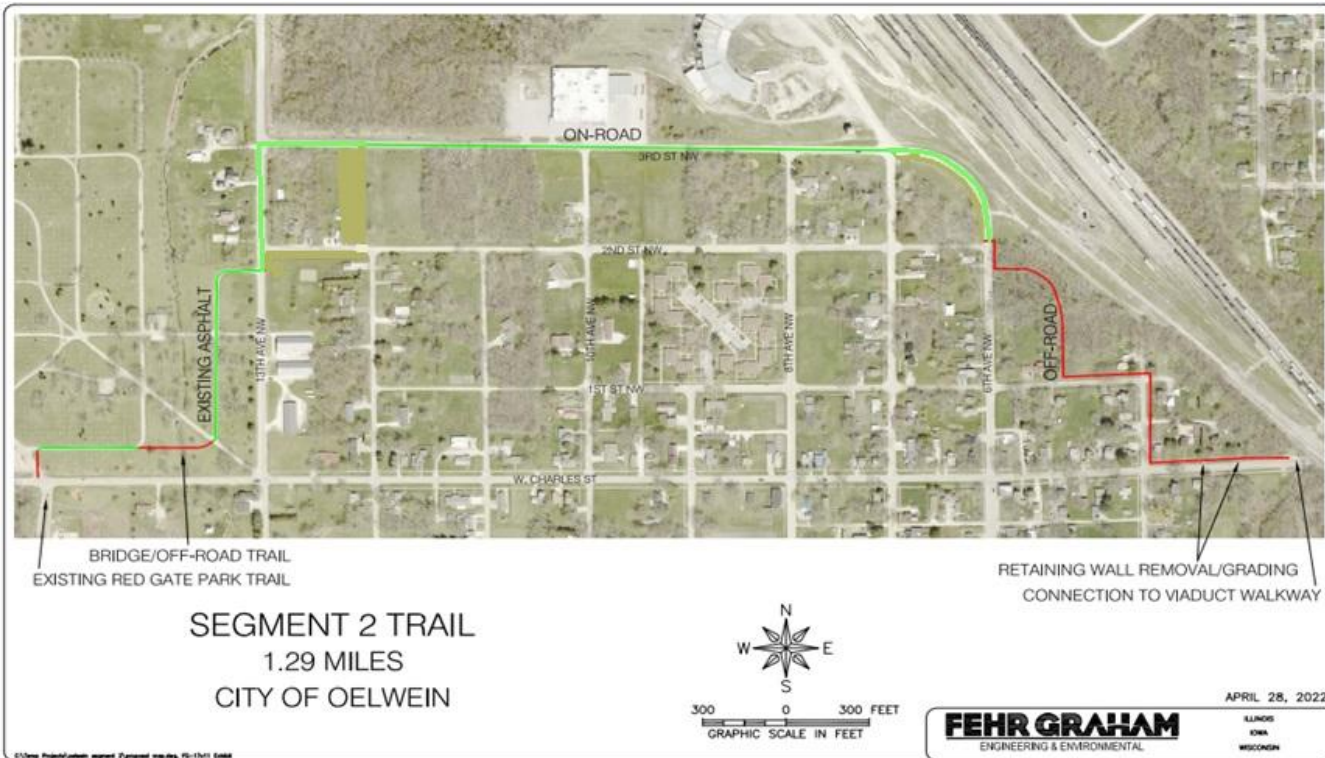 ON-ROAD
3RD ST NW
2ND ST NW
EXISTING ASPHALT
13TH AVE NW
10TH AVE NW
8TH AVE NW
6TH AVE NW
OFF-ROAD
1ST ST NW
W. CHARLES ST
BRIDGE/OFF-ROAD TRAIL
EXISTING RED GATE PARK TRAIL
RETAINING WALL REMOVAL/GRADING
CONNECTION TO VIADUCT WALKWAY
SEGMENT 2 TRAIL
1.29 MILES
CITY OF OELWEIN
N
W E
S
300 0 300 FEET
GRAPHIC SCALE IN FEET
APRIL 28, 2022
FEHR GRAHAM
ENGINEERING & ENVIRONMENTAL
ILLINOIS
IOWA
WISCONSIN